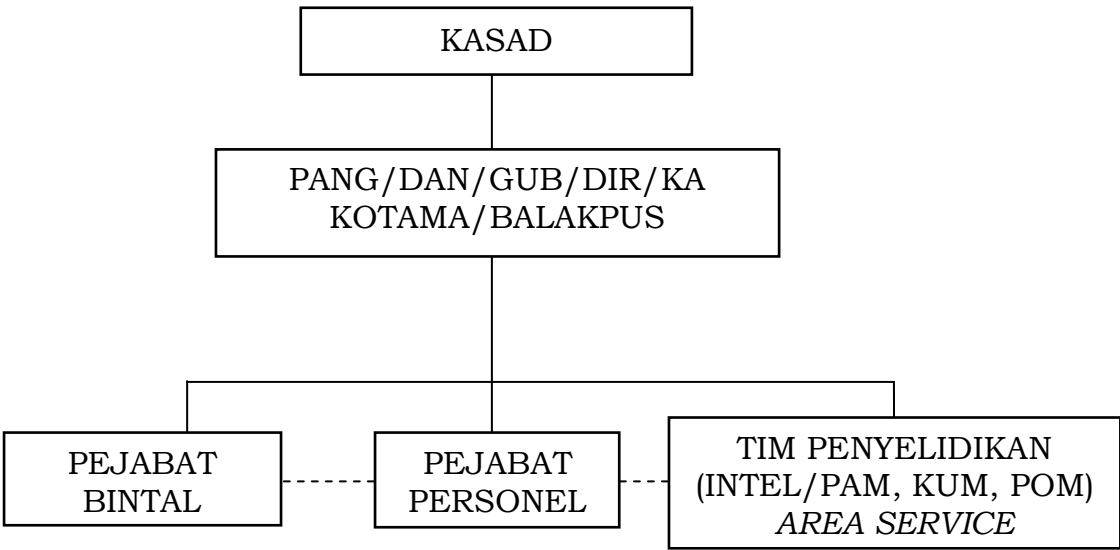 KASAD
PANG/DAN/GUB/DIR/KA
KOTAMA/BALAKPUS
PEJABAT
BINTAL
PEJABAT
PERSONEL
TIM PENYELIDIKAN
(INTEL/PAM, KUM, POM)
AREA SERVICE